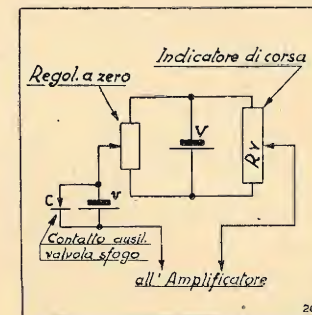 Indicatore di corsa
Regol. a zero
V
Rv
C
v
Contatto ausil.
valvola sfogo
all' Amplificatore